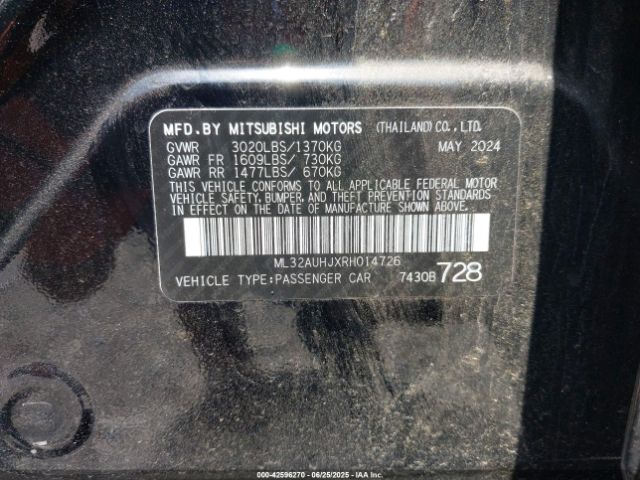 MFD.BY MITSUBISHI MOTORS (THAILAND) CO., LTD.
GVWR 3020LBS/1370KG MAY 2024
GAWR FR 1609LBS/ 730KG
GAWR RR 1477LBS/ 670KG
THIS VEHICLE CONFORMS TO ALL APPLICABLE FEDERAL MOTOR
VEHICLE SAFETY, BUMPER, AND THEFT PREVENTION STANDARDS
IN EFFECT ON THE DATE OF MANUFACTURE SHOWN ABOVE.
ML32AUHJXRH014726
VEHICLE TYPE:PASSENGER CAR 7430B 728
000-42596270 - 06/25/2025 - IAA Inc.